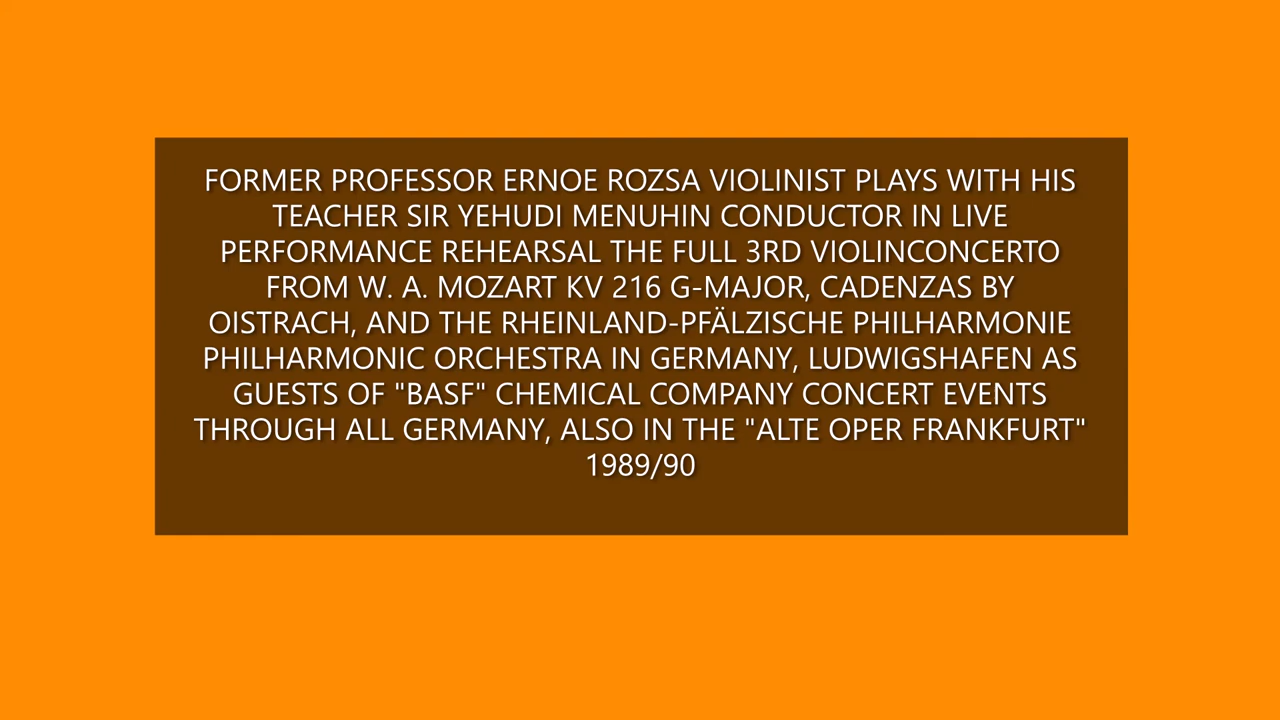 FORMER PROFESSOR ERNOE ROZSA VIOLINIST PLAYS WITH HIS
TEACHER SIR YEHUDI MENUHIN CONDUCTOR IN LIVE
PERFORMANCE REHEARSAL THE FULL 3RD VIOLINCONCERTO
FROM W. A. MOZART KV 216 G-MAJOR, CADENZAS BY
OISTRACH, AND THE RHEINLAND-PFÄLZISCHE PHILHARMONIE
PHILHARMONIC ORCHESTRA IN GERMANY, LUDWIGSHAFEN AS
GUESTS OF "BASF" CHEMICAL COMPANY CONCERT EVENTS
THROUGH ALL GERMANY, ALSO IN THE "ALTE OPER FRANKFURT"
1989/90